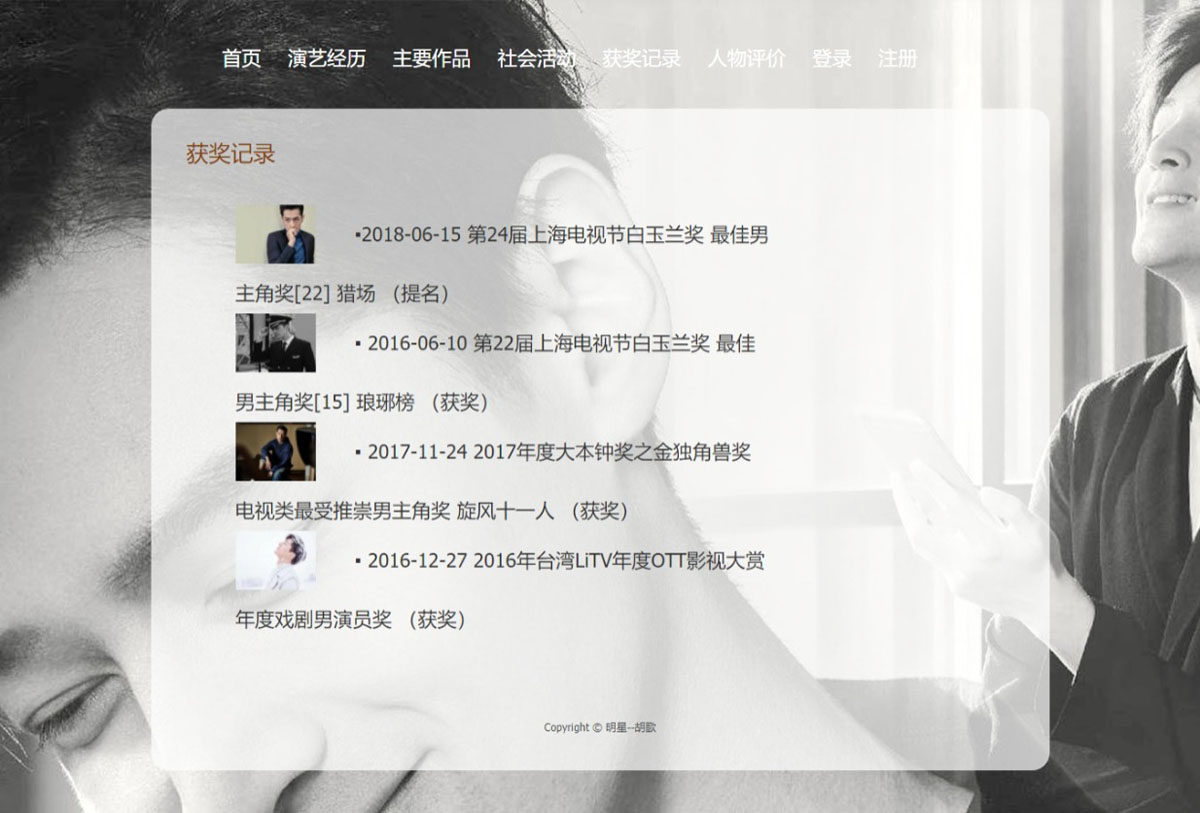 首页 演艺经历 主要作品 社会活动 获奖记录 人物评价 登录 注册
获奖记录
▪2018-06-15 第24届上海电视节白玉兰奖 最佳男
主角奖[22] 猎场 （提名）
▪ 2016-06-10 第22届上海电视节白玉兰奖 最佳
男主角奖[15] 琅琊榜 （获奖）
▪ 2017-11-24 2017年度大本钟奖之金独角兽奖
电视类最受推崇男主角奖 旋风十一人 （获奖）
▪ 2016-12-27 2016年台湾LiTV年度OTT影视大赏
年度戏剧男演员奖 （获奖）
Copyright © 明星--胡歌